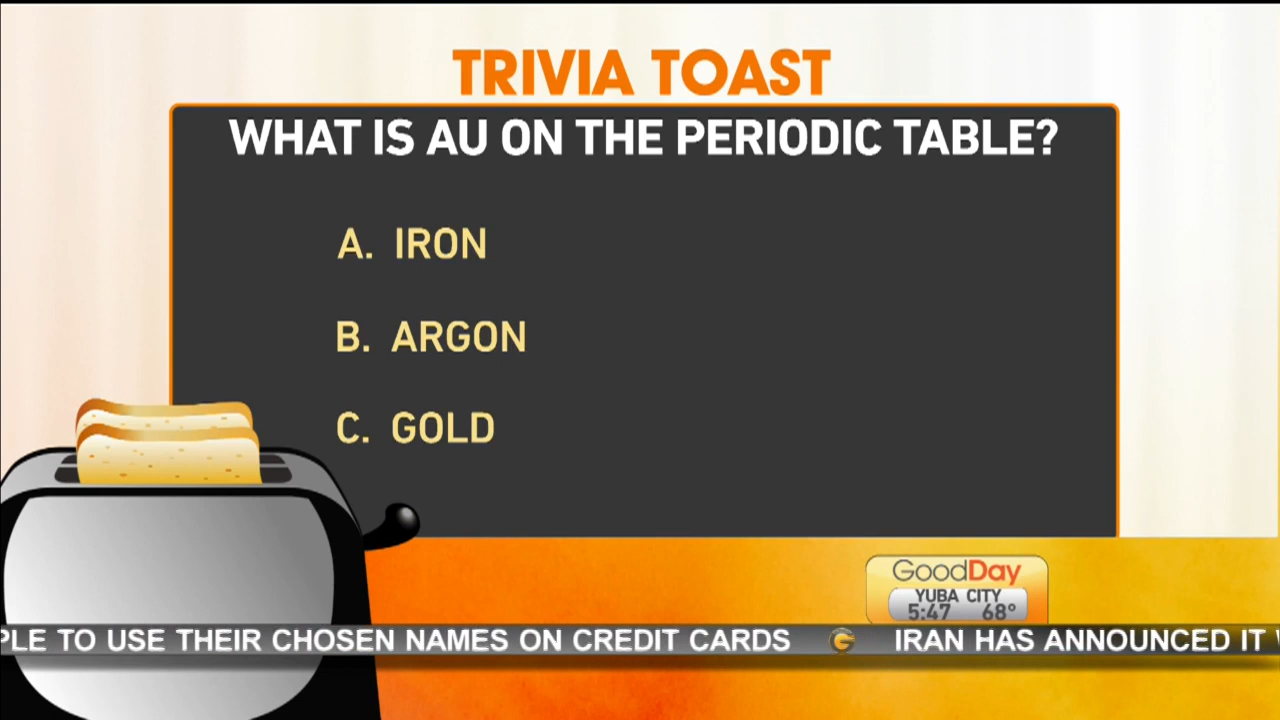 TRIVIA TOAST
WHAT IS AU ON THE PERIODIC TABLE?
A. IRON
B. ARGON
C. GOLD
GoodDay
YUBA CITY
5:47 68°
TO USE THEIR CHOSEN NAMES ON CREDIT CARDS G IRAN HAS ANNOUNCED IT